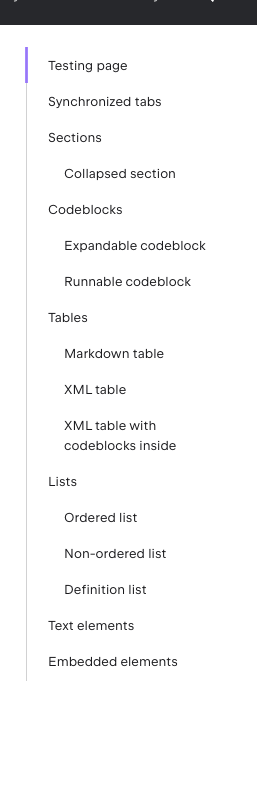 Testing page
Synchronized tabs
Sections
Collapsed section
Codeblocks
Expandable codeblock
Runnable codeblock
Tables
Markdown table
XML table
XML table with
codeblocks inside
Lists
Ordered list
Non-ordered list
Definition list
Text elements
Embedded elements